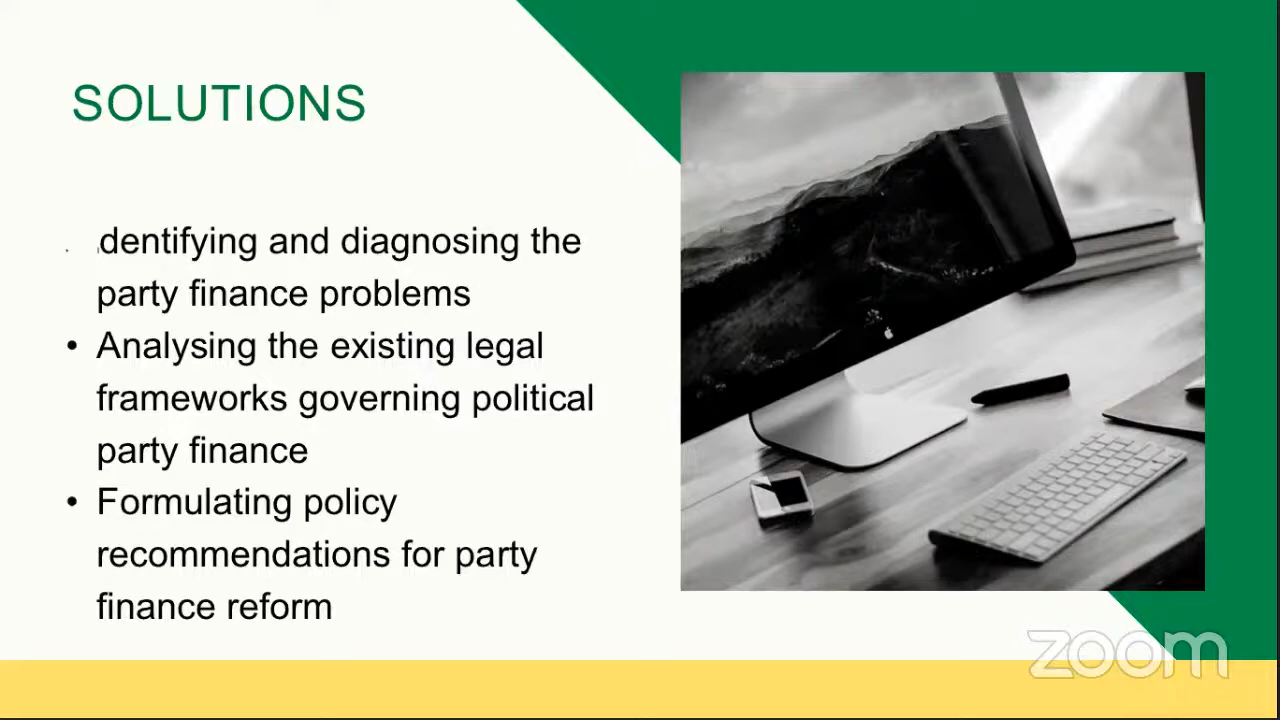 SOLUTIONS
Identifying and diagnosing the
party finance problems
• Analysing the existing legal
frameworks governing political
party finance
• Formulating policy
recommendations for party
finance reform
zoom